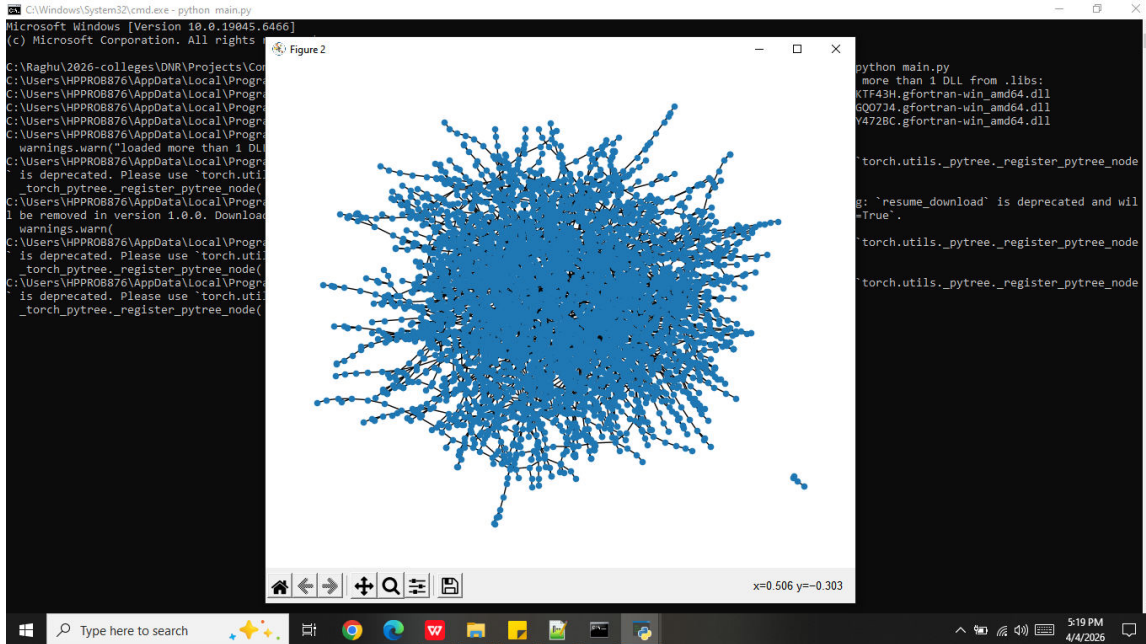 C:\Windows\System32\cmd.exe - python main.py
Microsoft Windows [Version 10.0.19045.6466]
(c) Microsoft Corporation. All rights
Figure 2
C:\Raghu\2026-colleges\DNR\Projects\Co python main.py
C:\Users\HPPROB876\AppData\Local\Progra more than 1 DLL from .libs:
C:\Users\HPPROB876\AppData\Local\Progra KTF43H.gfortran-win_amd64.dll
C:\Users\HPPROB876\AppData\Local\Progra GQO7J4.gfortran-win_amd64.dll
C:\Users\HPPROB876\AppData\Local\Progra Y472BC.gfortran-win_amd64.dll
C:\Users\HPPROB876\AppData\Local\Progra
warnings.warn("loaded more than 1 DL
C:\Users\HPPROB876\AppData\Local\Progra `torch.utils._pytree._register_pytree_node
` is deprecated. Please use `torch.util
_torch_pytree._register_pytree_node(
C:\Users\HPPROB876\AppData\Local\Progra g: `resume_download` is deprecated and wil
l be removed in version 1.0.0. Downloa =True`.
warnings.warn(
C:\Users\HPPROB876\AppData\Local\Progra `torch.utils._pytree._register_pytree_node
` is deprecated. Please use `torch.util
_torch_pytree._register_pytree_node(
C:\Users\HPPROB876\AppData\Local\Progra `torch.utils._pytree._register_pytree_node
` is deprecated. Please use `torch.util
_torch_pytree._register_pytree_node(
x=0.506 y=−0.303
Type here to search
5:19 PM
4/4/2026